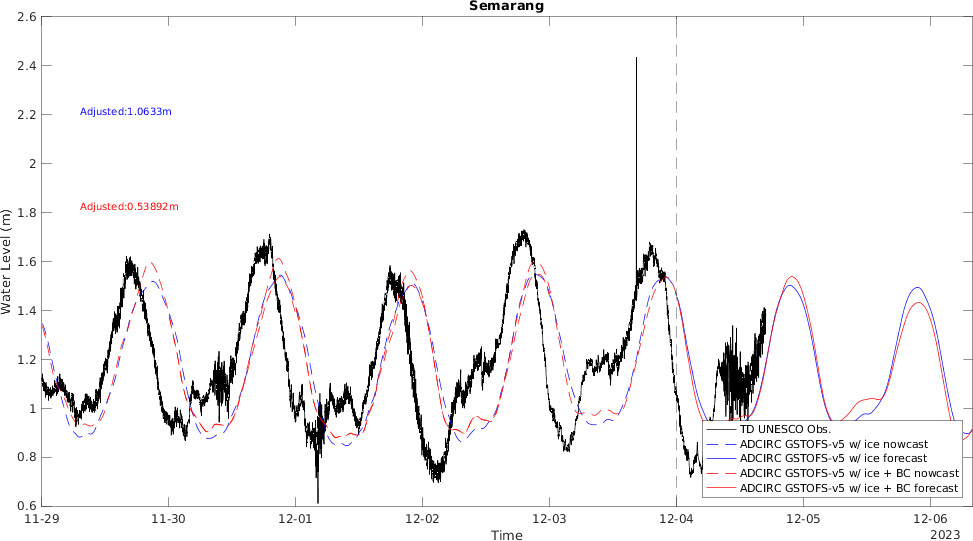 Semarang
2.6
2.4
2.2
2
1.8
1.6
1.4
1.2
1
0.8
0.6
Water Level (m)
Adjusted:1.0633m
Adjusted:0.53892m
TD UNESCO Obs.
ADCIRC GSTOFS-v5 w/ ice nowcast
ADCIRC GSTOFS-v5 w/ ice forecast
ADCIRC GSTOFS-v5 w/ ice + BC nowcast
ADCIRC GSTOFS-v5 w/ ice + BC forecast
11-29 11-30 12-01 12-02 12-03 12-04 12-05 12-06
Time
2023